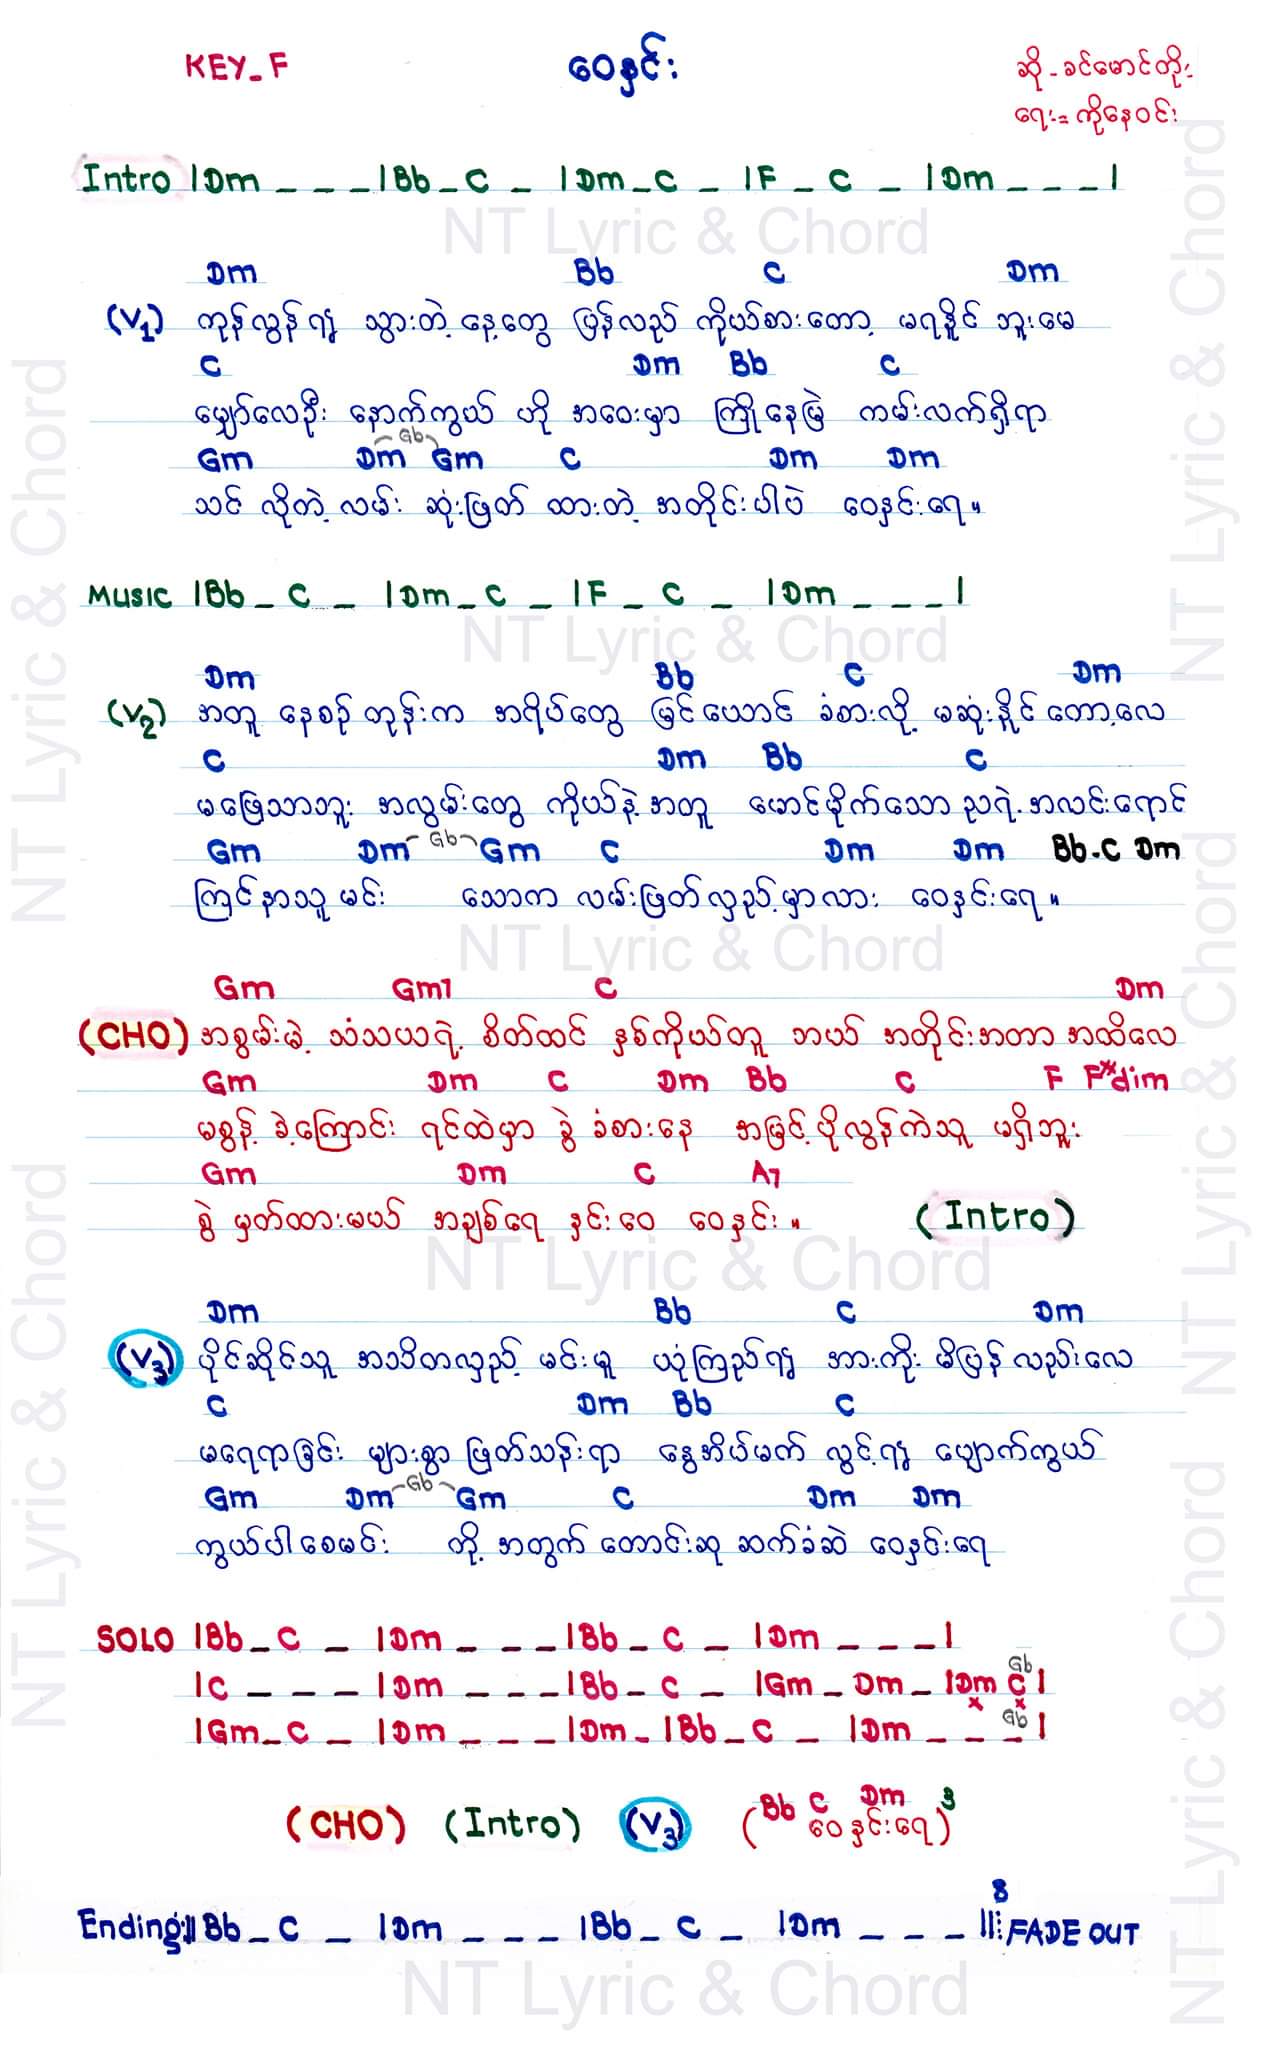 KEY_F
ဝေနှင်း
ဆို-ခင်မောင်တိုး
ရေး=ကိုနေဝင်း
Intro |Dm _ _ _ |Bb _ C _ |Dm _ C _ |F _ C _ |Dm _ _ _ |
NT Lyric & Chord
Dm Bb C Dm
(V1) ကုန်လွန်၍ သွားတဲ့ နေ့တွေ ပြန်လည် ကိုယ်စားတော့ မရနိုင် ဘူးမေ
C Dm Bb C
မျှော်လေဦး နောက်ကွယ် ဟို အဝေးမှာ ကြိုနေမြဲ ကမ်းလက်ရှိရာ
Gb
Gm Dm Gm C Dm Dm
သင် လိုကဲ့ လမ်း ဆုံးဖြတ် ထားတဲ့ အတိုင်းပါပဲ ဝေနှင်းရေ။
MUSIC |Bb _ C _ |Dm _ C _ |F _ C _ |Dm _ _ _ |
NT Lyric & Chord
Dm Bb C Dm
(V2) အတူ နေစဉ် တုန်းက အရိပ်တွေ မြင်ယောင် ခံစားလို့ မဆုံးနိုင် တော့လေ
C Dm Bb C
မဖြေသာဘူး အလွမ်းတွေ ကိုယ်နဲ့ အတူ မောင်မိုက်သော ညရဲ့ အလင်းရောင်
Gm Dm Gb Gm C Dm Dm Bb.C Dm
ကြင်နာသူ မင်း သောက လမ်းဖြတ်လှည့်မှာလား ဝေနှင်းရေ။
NT Lyric & Chord
Gm Gm7 C Dm
(CHO) အစွမ်းမဲ့ သံသယရဲ့ စိတ်ထင် နှစ်ကိုယ်တူ ဘယ် အတိုင်းအတာ အထိလေ
Gm Dm C Dm Bb C F F#dim
မစွန့် ခဲ့ကြောင်း ရင်ထဲမှာ ခွဲ ခံစားနေ အမြင့် ပိုလွန်ကဲသူ မရှိဘူး
Gm Dm C A7
စွဲ မှတ်ထားမယ် အချစ်ရေ နှင်းဝေ ဝေနှင်း။ (Intro)
NT Lyric & Chord
Dm Bb C Dm
(V3) ပိုင်ဆိုင်သူ အသိတလှည့် မင်းမူ ယုံကြည်၍ အားကိုး မိပြန် လည်းလေ
C Dm Bb C
မရေရာခြင်း များစွာ ဖြတ်သန်းရာ နွေအိပ်မက် လွင့်၍ ပျောက်ကွယ်
Gm Dm Gb Gm C Dm Dm
ကွယ်ပါစေမင်း တို့ အတွက် တောင်းဆု ဆက်ခံဆဲ ဝေနှင်းရေ
SOLO |Bb _ C _ |Dm _ _ _ |Bb _ C _ |Dm _ _ _ |
|C _ _ _ |Dm _ _ _ |Bb _ C _ |Gm _ Dm _ |Dm C Gb |
|Gm _ C _ |Dm _ _ _ |Dm _ |Bb _ C _ |Dm _ _ _ Gb |
(CHO) (Intro) (V3) (Bb C Dm ဝေနှင်းရေ)3
Ending:|| Bb _ C _ |Dm _ _ _ |Bb _ C _ |Dm _ _ _ ||: 8 FADE OUT
NT Lyric & Chord